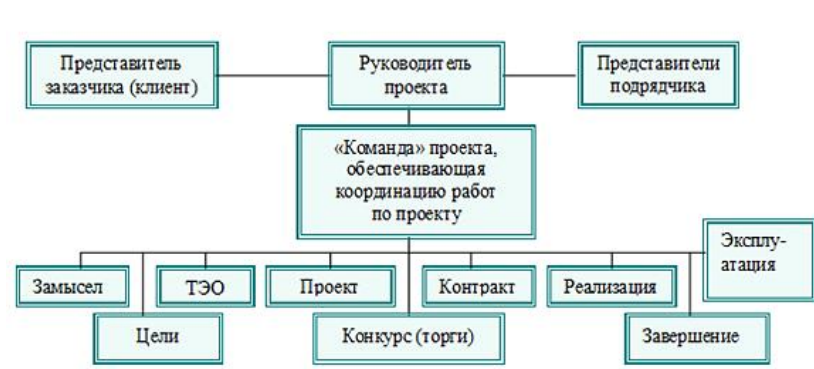 Представитель
заказчика (клиент)
Руководитель
проекта
Представители
подрядчика
«Команда» проекта,
обеспечивающая
координацию работ
по проекту
Эксплу-
атация
Замысел
ТЭО
Проект
Контракт
Реализация
Цели
Конкурс (торги)
Завершение